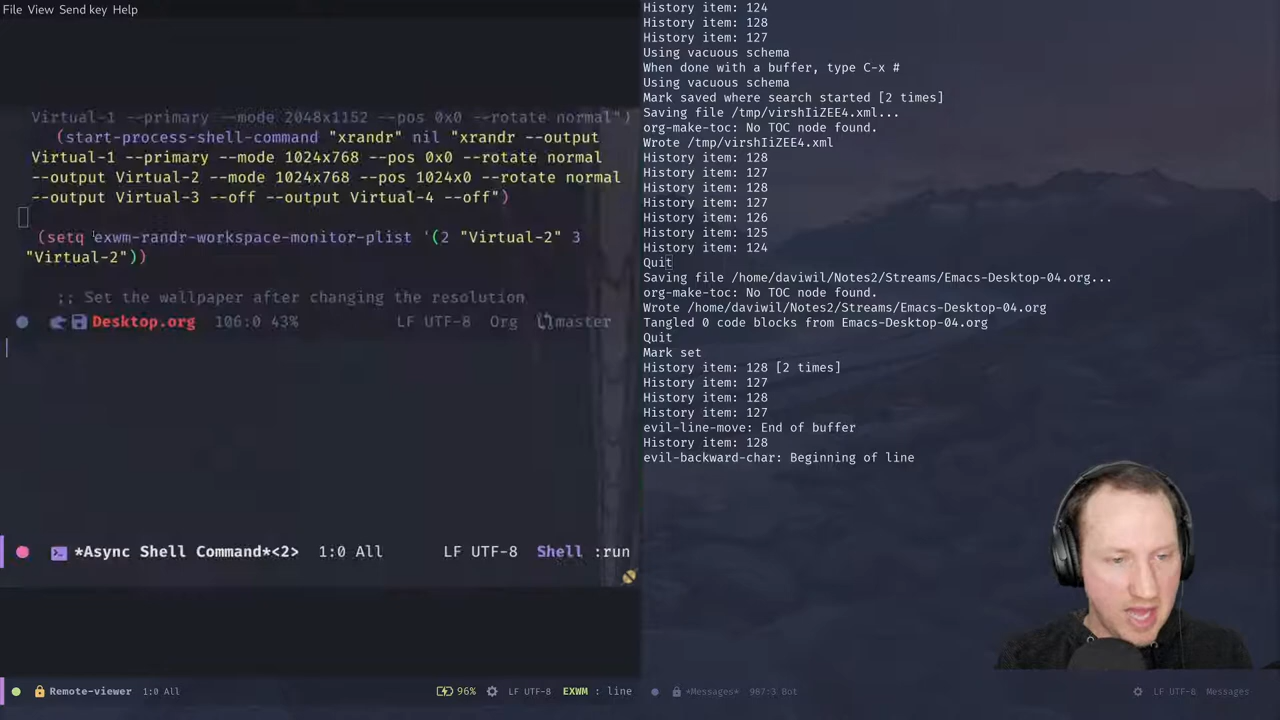 File View Send key Help
Virtual-1 --primary --mode 2048x1152 --pos 0x0 --rotate normal")
(start-process-shell-command "xrandr" nil "xrandr --output
Virtual-1 --primary --mode 1024x768 --pos 0x0 --rotate normal
--output Virtual-2 --mode 1024x768 --pos 1024x0 --rotate normal
--output Virtual-3 --off --output Virtual-4 --off")
(setq exwm-randr-workspace-monitor-plist '(2 "Virtual-2" 3
"Virtual-2"))
;; Set the wallpaper after changing the resolution
Desktop.org 106:0 43% LF UTF-8 Org master
*Async Shell Command*<2> 1:0 All LF UTF-8 Shell :run
Remote-viewer 1:0 All 96% LF UTF-8 EXWM : line
History item: 124
History item: 128
History item: 127
Using vacuous schema
When done with a buffer, type C-x #
Using vacuous schema
Mark saved where search started [2 times]
Saving file /tmp/virshIiZEE4.xml...
org-make-toc: No TOC node found.
Wrote /tmp/virshIiZEE4.xml
History item: 128
History item: 127
History item: 128
History item: 127
History item: 126
History item: 125
History item: 124
Quit
Saving file /home/daviwil/Notes2/Streams/Emacs-Desktop-04.org...
org-make-toc: No TOC node found.
Wrote /home/daviwil/Notes2/Streams/Emacs-Desktop-04.org
Tangled 0 code blocks from Emacs-Desktop-04.org
Quit
Mark set
History item: 128 [2 times]
History item: 127
History item: 128
History item: 127
evil-line-move: End of buffer
History item: 128
evil-backward-char: Beginning of line
*Messages* 987:3 Bot LF UTF-8 Messages